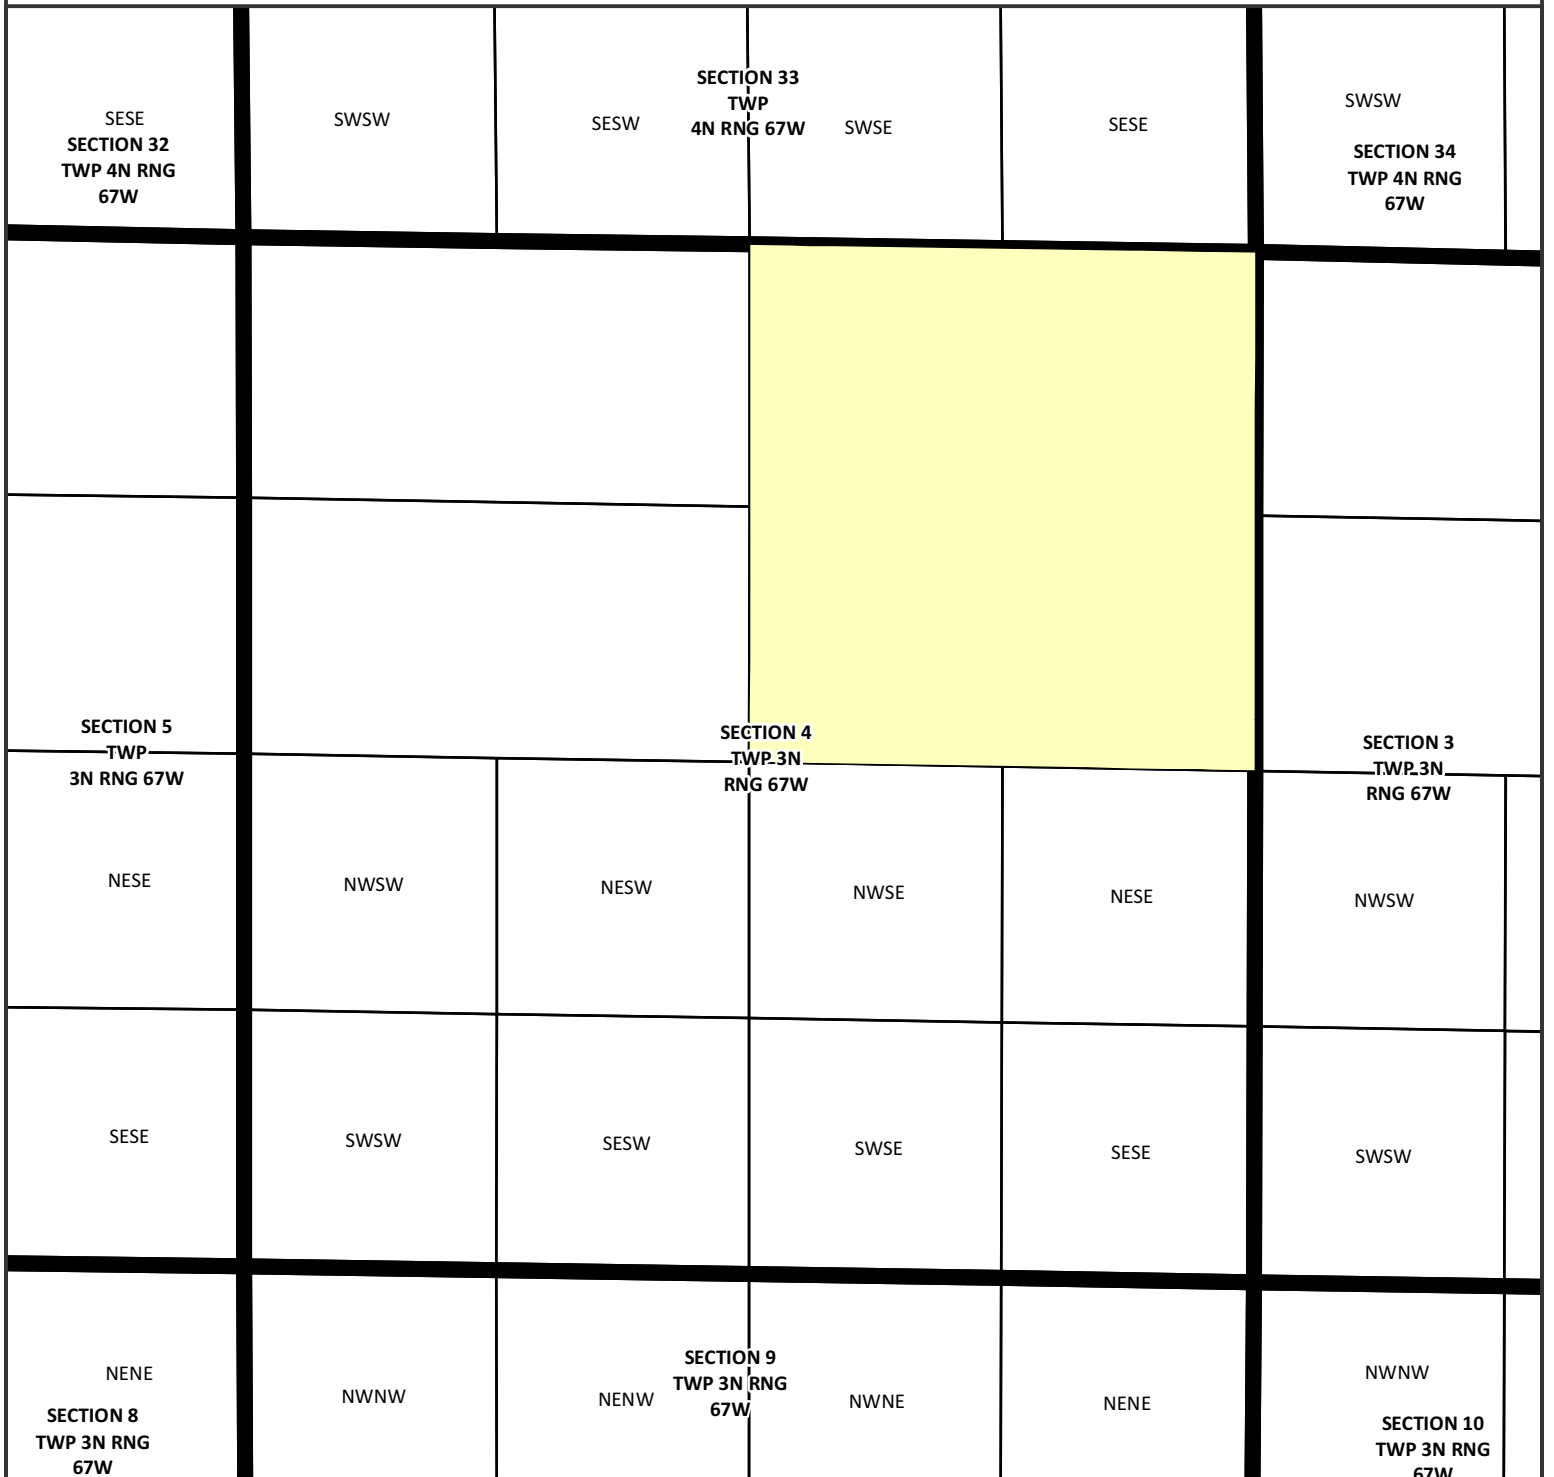 SESE
SECTION 32
TWP 4N RNG
67W
SWSW
SESW
SECTION 33
TWP
4N RNG 67W
SWSE
SESE
SWSW
SECTION 34
TWP 4N RNG
67W
SECTION 5
TWP
3N RNG 67W
SECTION 4
TWP 3N
RNG 67W
SECTION 3
TWP 3N
RNG 67W
NESE
NWSW
NESW
NWSE
NESE
NWSW
SESE
SWSW
SESW
SWSE
SESE
SWSW
NENE
SECTION 8
TWP 3N RNG
67W
NWNW
NENW
SECTION 9
TWP 3N RNG
67W
NWNE
NENE
NWNW
SECTION 10
TWP 3N RNG
67W